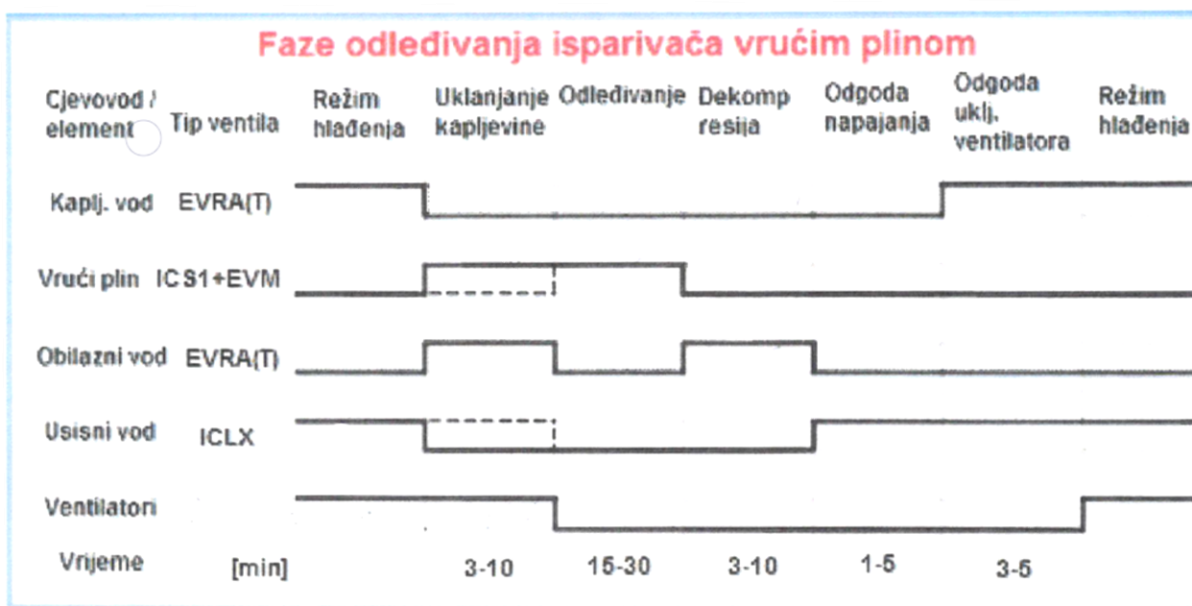 Faze odleđivanja isparivača vrućim plinom
Cjevovod /
element
Tip ventila
Režim
hlađenja
Uklanjanje
kapljevine
Odleđivanje
Dekomp
resija
Odgoda
napajanja
Odgoda
uklj.
ventilatora
Režim
hlađenja
Kaplj. vod EVRA(T)
Vrući plin ICS1+EVM
Obilazni vod EVRA(T)
Usisni vod ICLX
Ventilatori
Vrijeme [min] 3-10 15-30 3-10 1-5 3-5